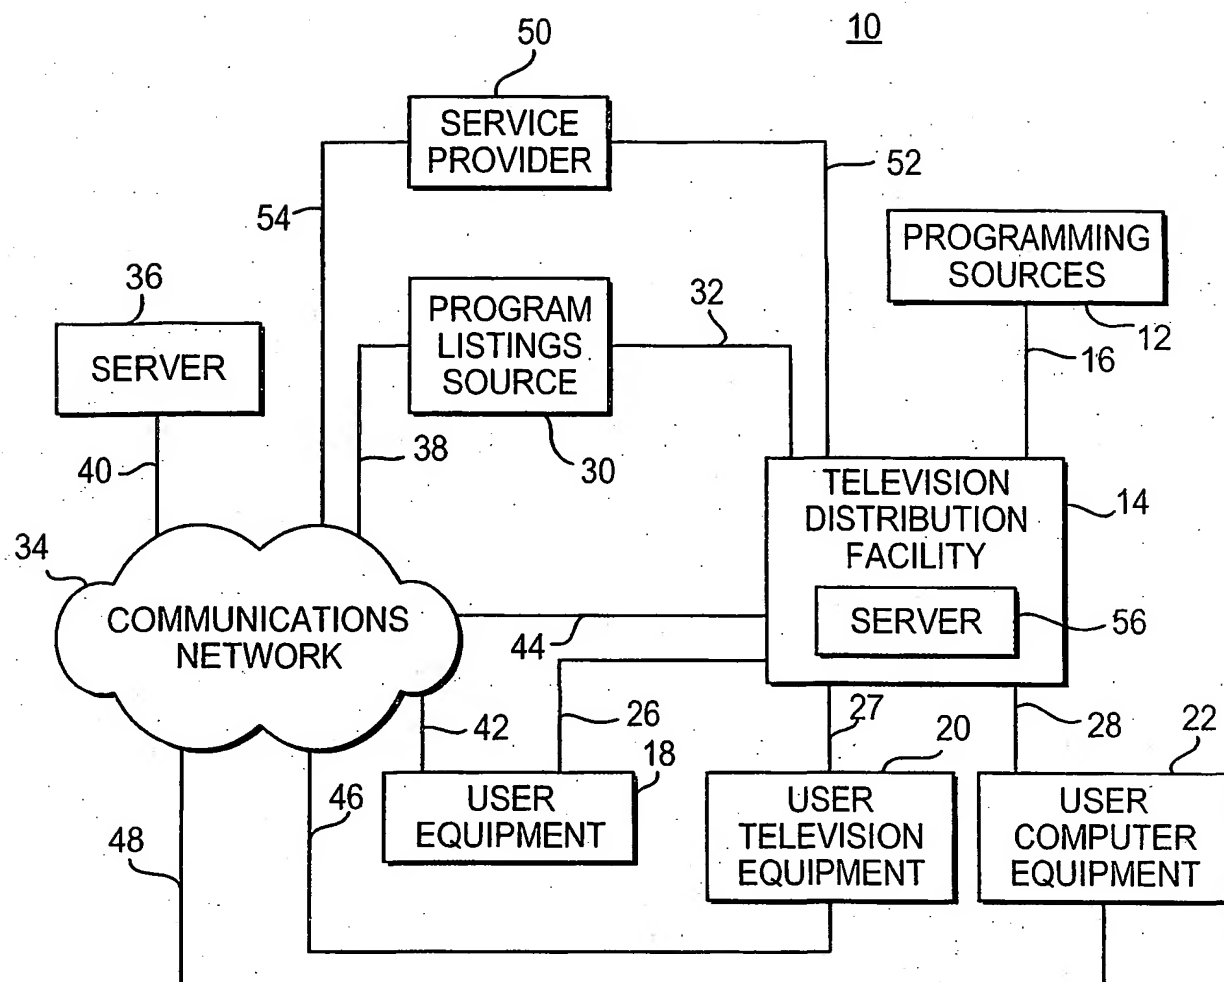 10
50
SERVICE
PROVIDER
52
54
PROGRAMMING
SOURCES
12
16
36
SERVER
40
PROGRAM
LISTINGS
SOURCE
32
38
30
TELEVISION
DISTRIBUTION
FACILITY
14
SERVER
56
34
COMMUNICATIONS
NETWORK
44
42
26
27
28
18
USER
EQUIPMENT
20
USER
TELEVISION
EQUIPMENT
22
USER
COMPUTER
EQUIPMENT
46
48